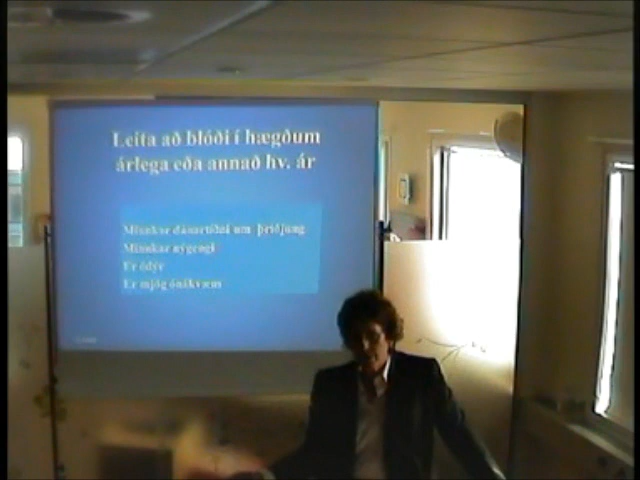 Leita að blóði í hægðum
árlega eða annað hv. ár
Minnkar dánartíðni um þriðjung
Minnkar nýgengi
Er ódýr
Er mjög ónákvæm